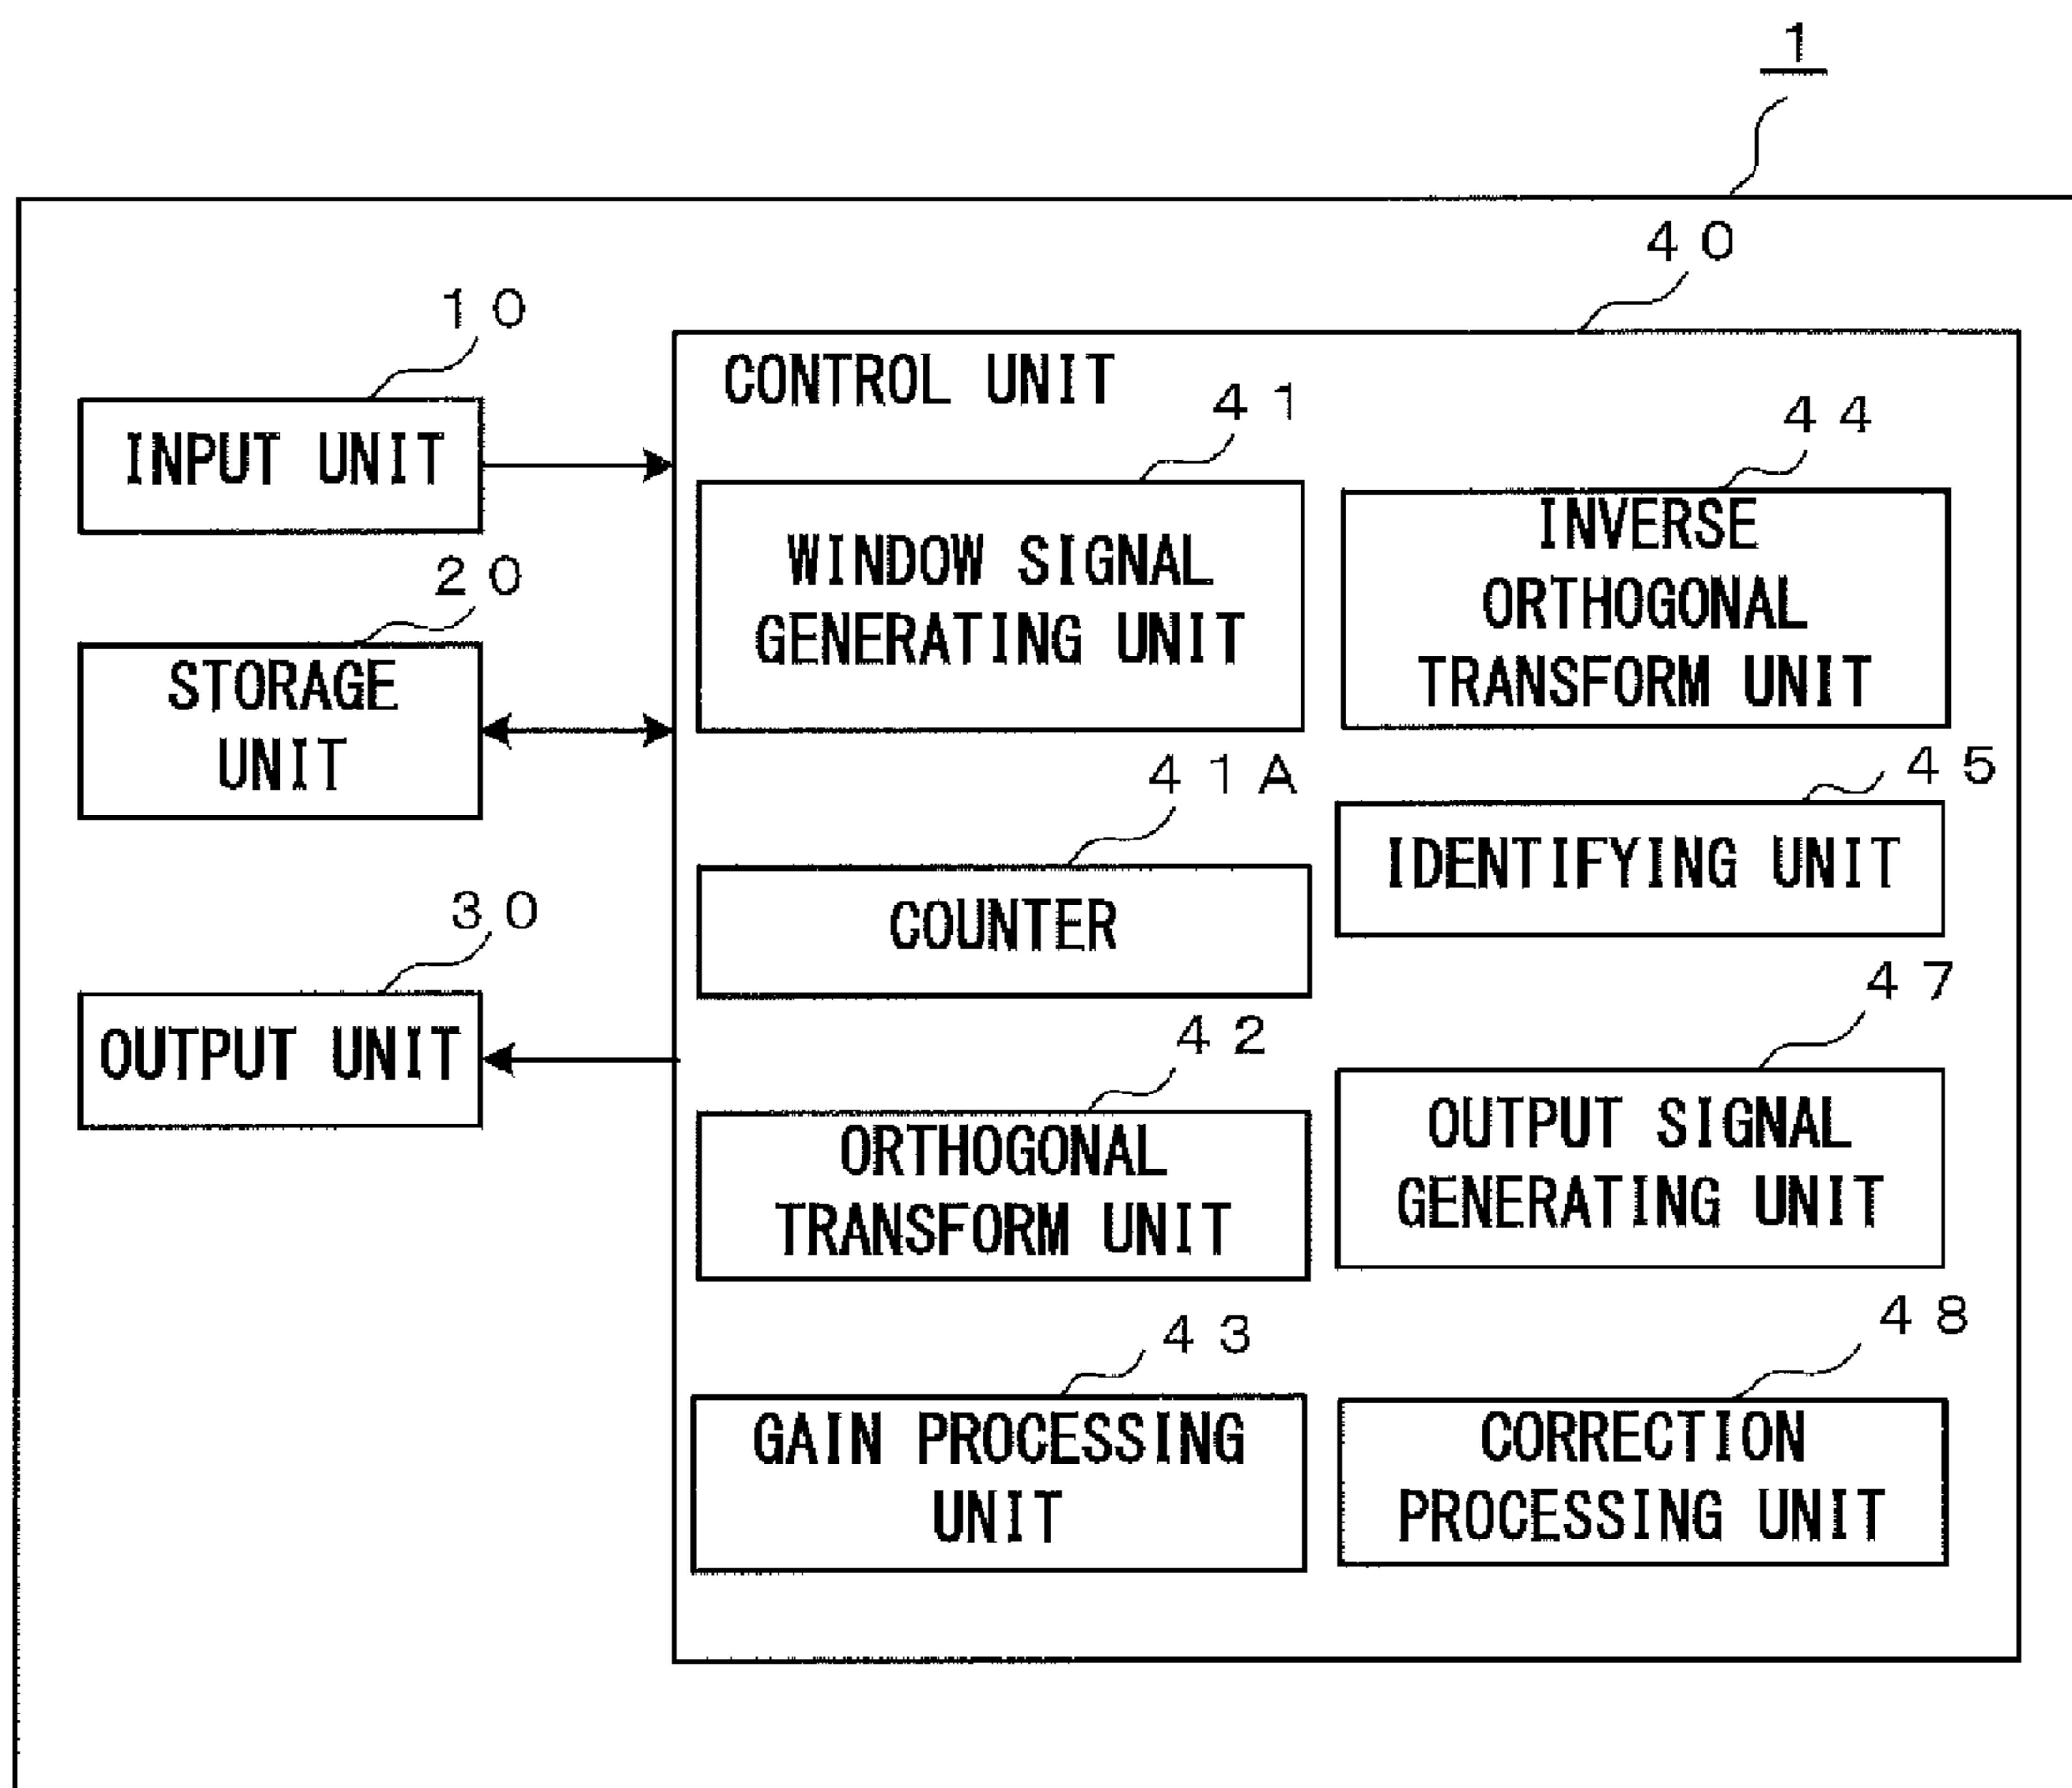 1
40
10
INPUT UNIT
20
STORAGE
UNIT
30
OUTPUT UNIT
CONTROL UNIT
41
WINDOW SIGNAL
GENERATING UNIT
41A
COUNTER
42
ORTHOGONAL
TRANSFORM UNIT
43
GAIN PROCESSING
UNIT
44
INVERSE
ORTHOGONAL
TRANSFORM UNIT
45
IDENTIFYING UNIT
47
OUTPUT SIGNAL
GENERATING UNIT
48
CORRECTION
PROCESSING UNIT